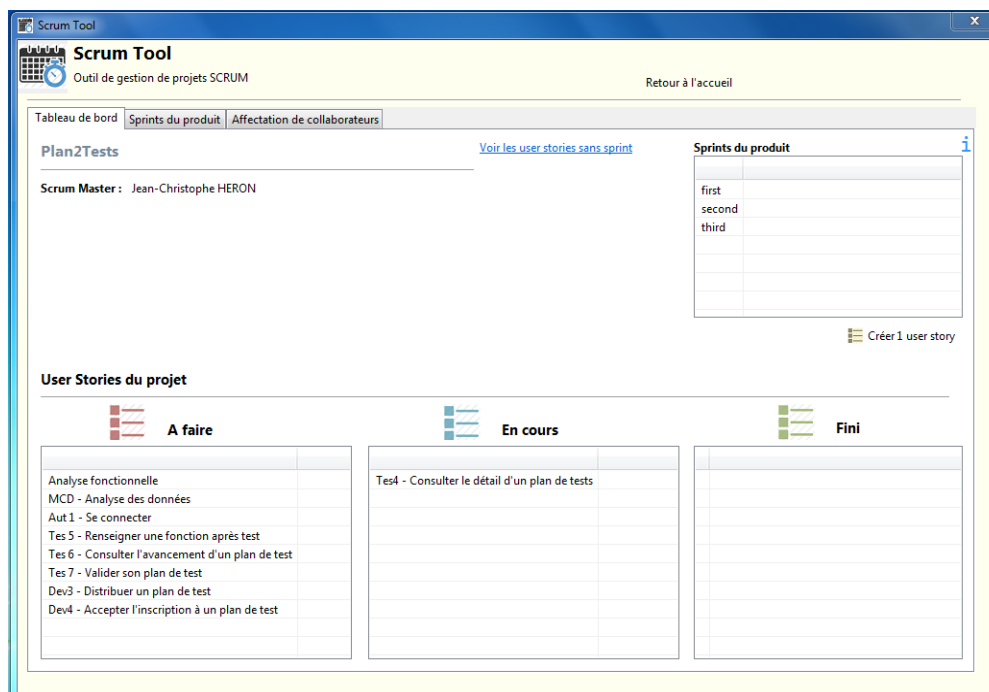 Scrum Tool
x
Scrum Tool
Outil de gestion de projets SCRUM
Retour à l'accueil
Tableau de bord
Sprints du produit
Affectation de collaborateurs
Plan2Tests
Voir les user stories sans sprint
Sprints du produit
i
Scrum Master : Jean-Christophe HERON
first
second
third
Créer 1 user story
User Stories du projet
A faire
En cours
Fini
Analyse fonctionnelle
MCD - Analyse des données
Aut 1 - Se connecter
Tes 5 - Renseigner une fonction après test
Tes 6 - Consulter l'avancement d'un plan de test
Tes 7 - Valider son plan de test
Dev3 - Distribuer un plan de test
Dev4 - Accepter l'inscription à un plan de test
Tes4 - Consulter le détail d'un plan de tests